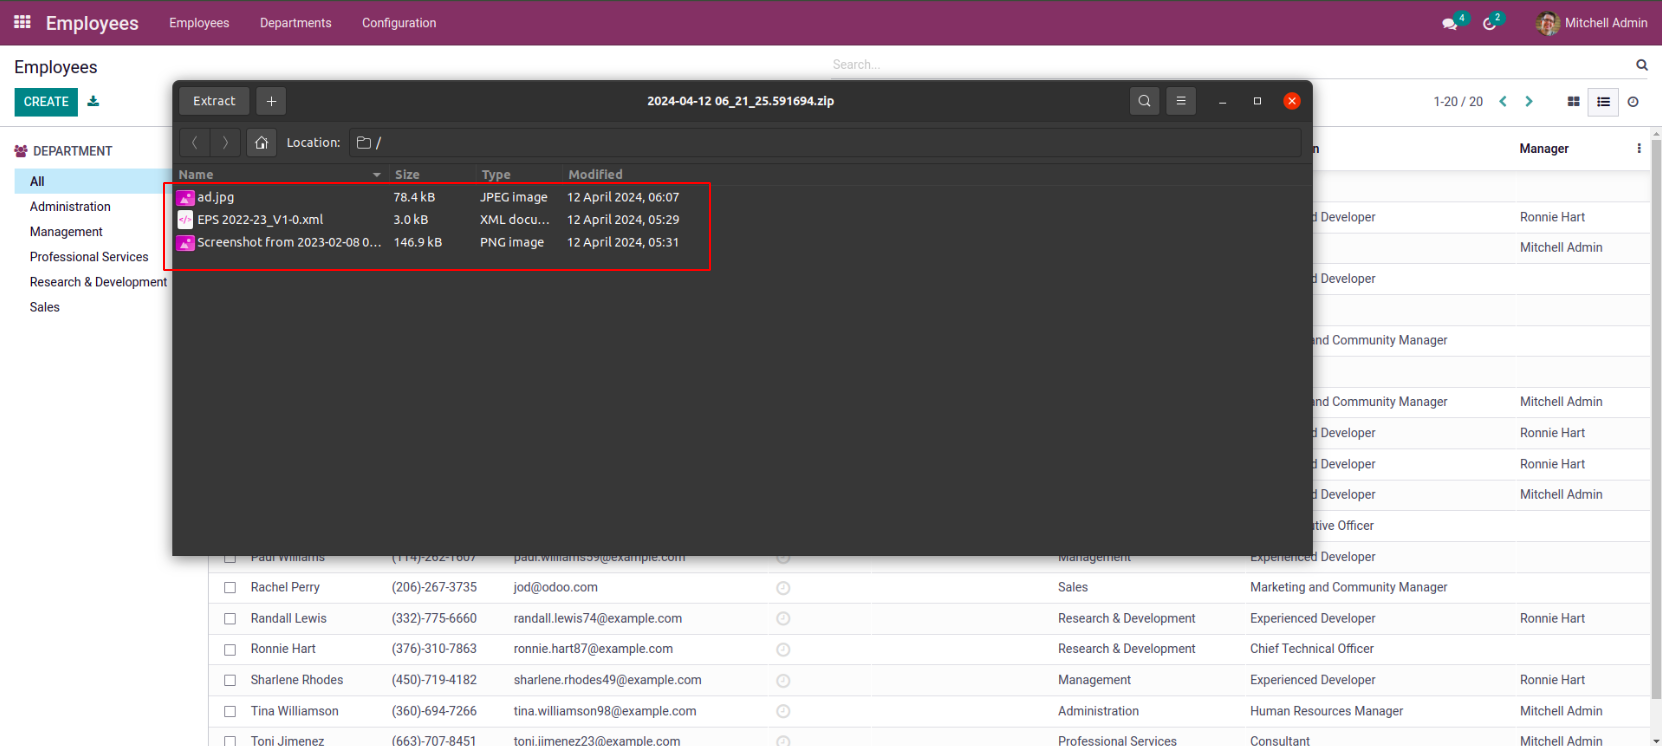 Employees Employees Departments Configuration 4 2 Mitchell Admin
Employees Search...
CREATE 1-20 / 20
Extract + 2024-04-12 06_21_25.591694.zip
Location: /
DEPARTMENT
All
Administration
Management
Professional Services
Research & Development
Sales
Name Size Type Modified
ad.jpg 78.4 kB JPEG image 12 April 2024, 06:07
EPS 2022-23_V1-0.xml 3.0 kB XML docu... 12 April 2024, 05:29
Screenshot from 2023-02-08 0... 146.9 kB PNG image 12 April 2024, 05:31
Manager
d Developer Ronnie Hart
Mitchell Admin
d Developer
nd Community Manager
nd Community Manager Mitchell Admin
d Developer Ronnie Hart
d Developer Ronnie Hart
d Developer Mitchell Admin
tive Officer
Paul Williams (114)-262-1607 paul.williams59@example.com Management Experienced Developer
Rachel Perry (206)-267-3735 jod@odoo.com Sales Marketing and Community Manager
Randall Lewis (332)-775-6660 randall.lewis74@example.com Research & Development Experienced Developer Ronnie Hart
Ronnie Hart (376)-310-7863 ronnie.hart87@example.com Research & Development Chief Technical Officer
Sharlene Rhodes (450)-719-4182 sharlene.rhodes49@example.com Management Experienced Developer Ronnie Hart
Tina Williamson (360)-694-7266 tina.williamson98@example.com Administration Human Resources Manager Mitchell Admin
Toni Jimenez (663)-707-8451 toni.jimenez23@example.com Professional Services Consultant Mitchell Admin